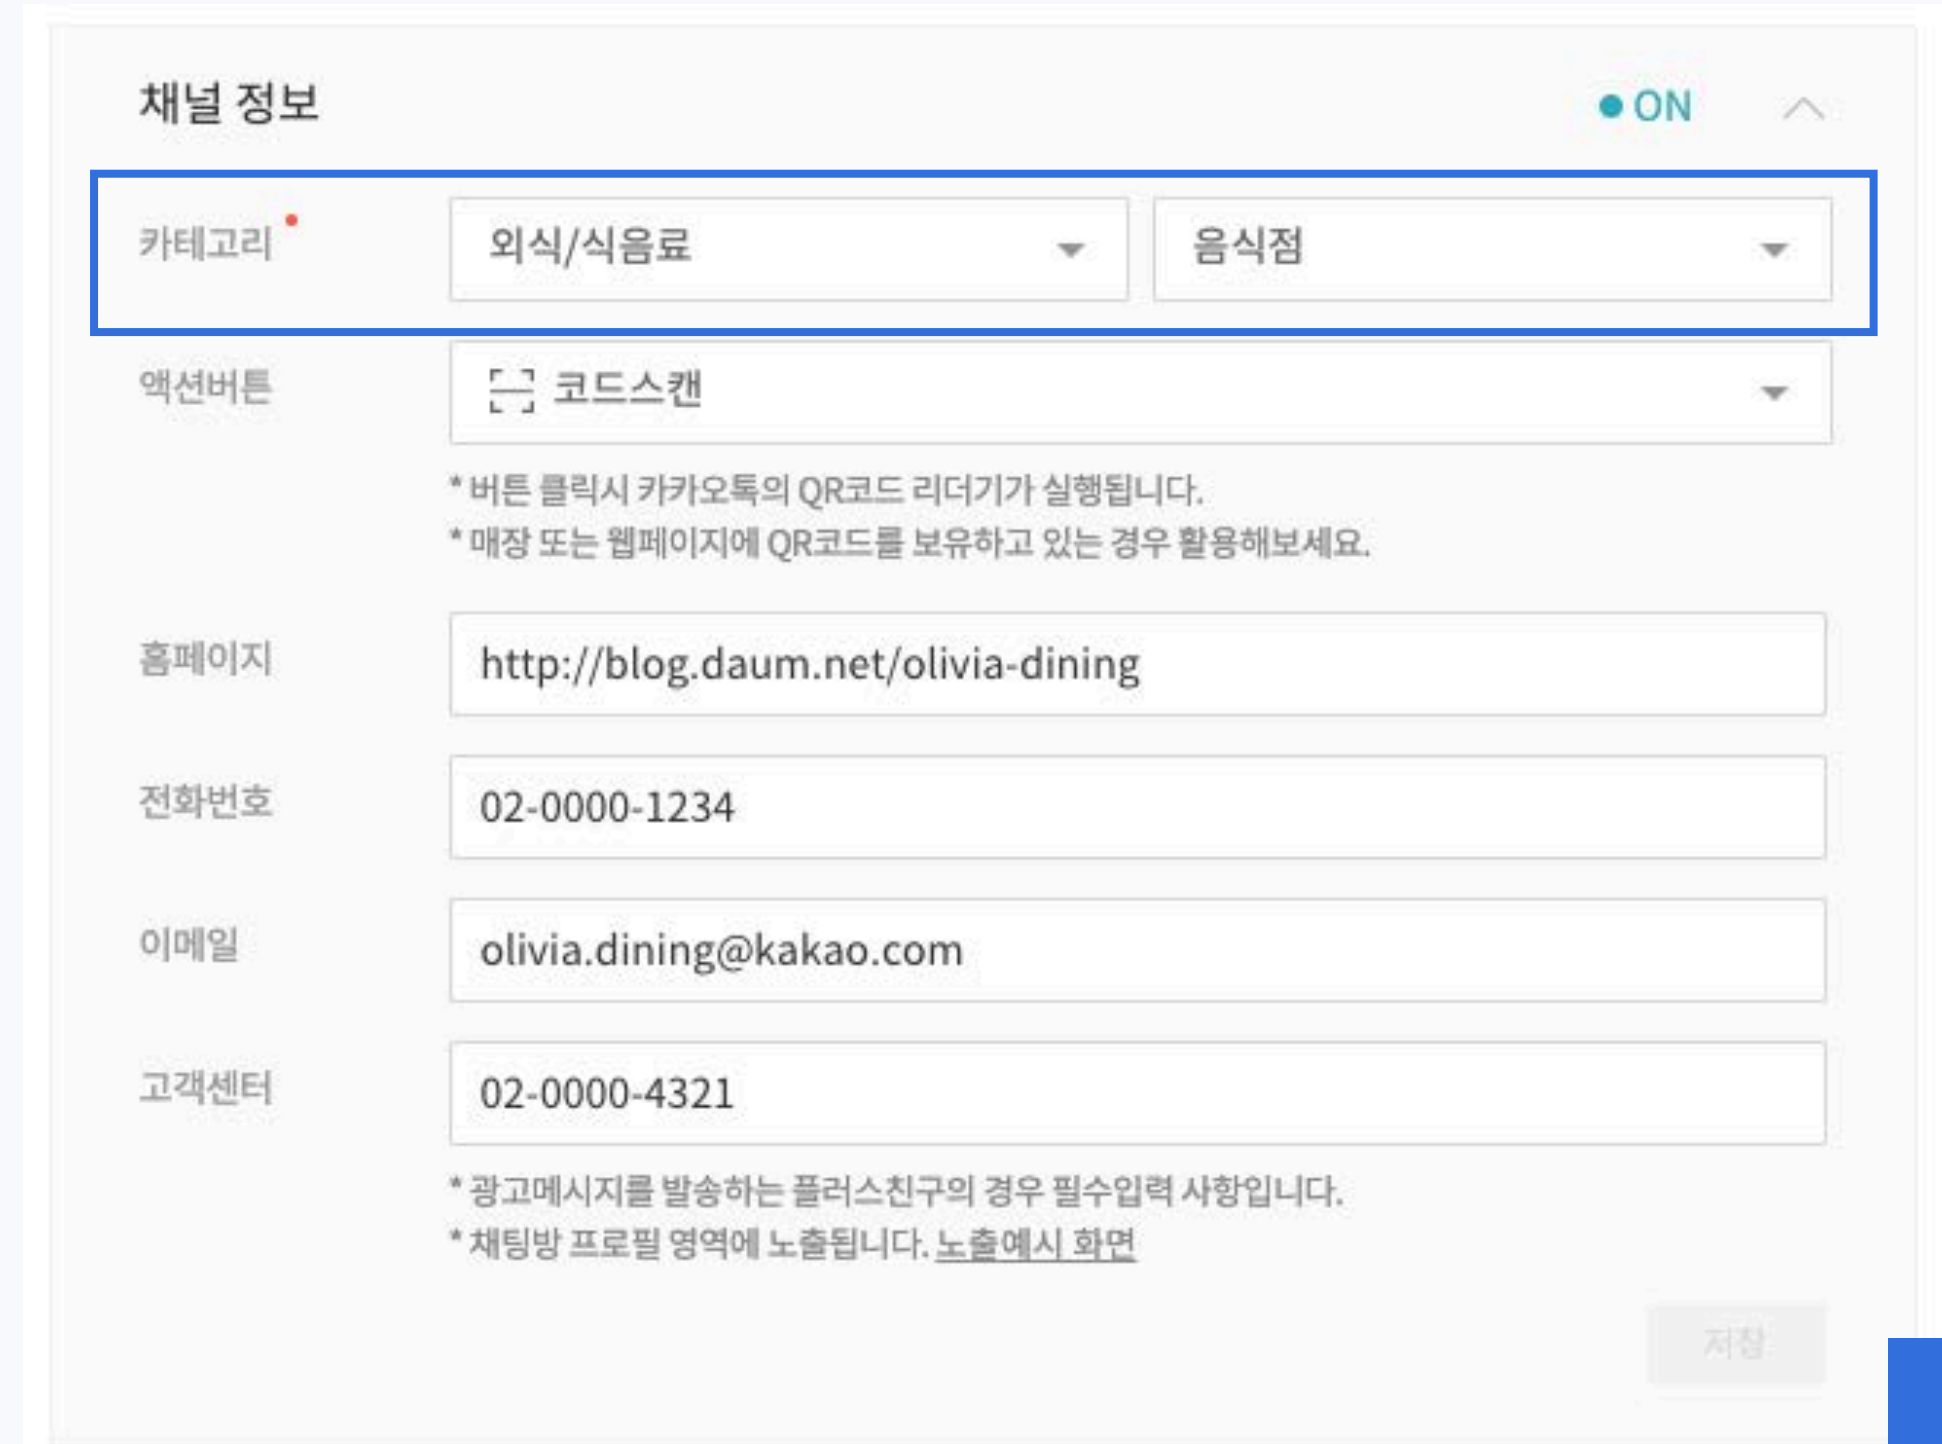 채널 정보
ON
카테고리
외식/식음료
음식점
액션버튼
코드스캔
* 버튼 클릭시 카카오톡의 QR코드 리더기가 실행됩니다.
* 매장 또는 웹페이지에 QR코드를 보유하고 있는 경우 활용해보세요.
홈페이지
http://blog.daum.net/olivia-dining
전화번호
02-0000-1234
이메일
olivia.dining@kakao.com
고객센터
02-0000-4321
* 광고메시지를 발송하는 플러스친구의 경우 필수입력 사항입니다.
* 채팅방 프로필 영역에 노출됩니다. 노출예시 화면
저장